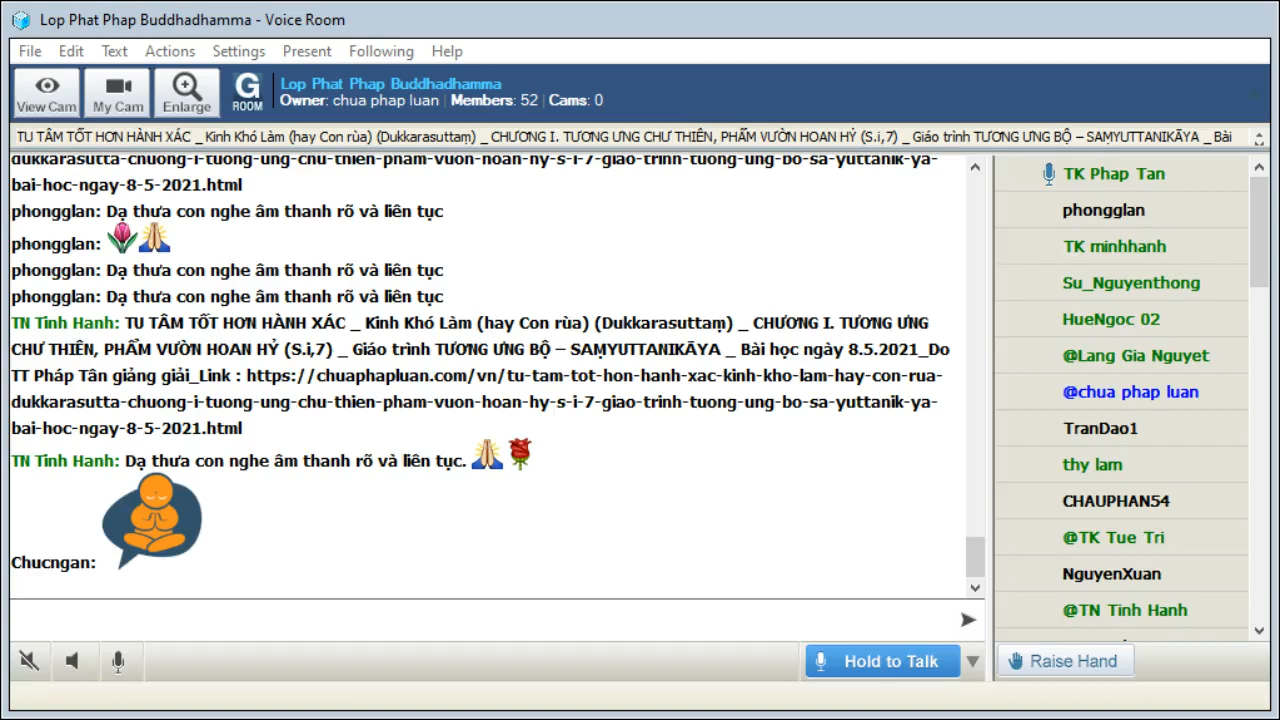 Lop Phat Phap Buddhadhamma - Voice Room
File Edit Text Actions Settings Present Following Help
View Cam
My Cam
Enlarge
G ROOM
Lop Phat Phap Buddhadhamma
Owner: chua phap luan | Members: 52 | Cams: 0
TU TÂM TỐT HƠN HÀNH XÁC _ Kinh Khó Làm (hay Con rùa) (Dukkarasuttaṃ) _ CHƯƠNG I. TƯƠNG ƯNG CHƯ THIÊN, PHẨM VƯỜN HOAN HỶ (S.i,7) _ Giáo trình TƯƠNG ƯNG BỘ – SAṂYUTTANIKĀYA _ Bài
dukkarasutta-chuong-i-tuong-ung-chu-thien-pham-vuon-hoan-hy-s-i-7-giao-trinh-tuong-ung-bo-sa-yuttanik-ya-
bai-hoc-ngay-8-5-2021.html
phongglan: Dạ thưa con nghe âm thanh rõ và liên tục
phongglan:
phongglan: Dạ thưa con nghe âm thanh rõ và liên tục
phongglan: Dạ thưa con nghe âm thanh rõ và liên tục
TN Tinh Hanh: TU TÂM TỐT HƠN HÀNH XÁC _ Kinh Khó Làm (hay Con rùa) (Dukkarasuttaṃ) _ CHƯƠNG I. TƯƠNG ƯNG
CHƯ THIÊN, PHẨM VƯỜN HOAN HỶ (S.i,7) _ Giáo trình TƯƠNG ƯNG BỘ – SAṂYUTTANIKĀYA _ Bài học ngày 8.5.2021_Do
TT Pháp Tân giảng giải_Link : https://chuaphapluan.com/vn/tu-tam-tot-hon-hanh-xac-kinh-kho-lam-hay-con-rua-
dukkarasutta-chuong-i-tuong-ung-chu-thien-pham-vuon-hoan-hy-s-i-7-giao-trinh-tuong-ung-bo-sa-yuttanik-ya-
bai-hoc-ngay-8-5-2021.html
TN Tinh Hanh: Dạ thưa con nghe âm thanh rõ và liên tục.
Chucngan:
TK Phap Tan
phongglan
TK minhhanh
Su_Nguyenthong
HueNgoc 02
@Lang Gia Nguyet
@chua phap luan
TranDao1
thy lam
CHAUPHAN54
@TK Tue Tri
NguyenXuan
@TN Tinh Hanh
Hold to Talk
Raise Hand